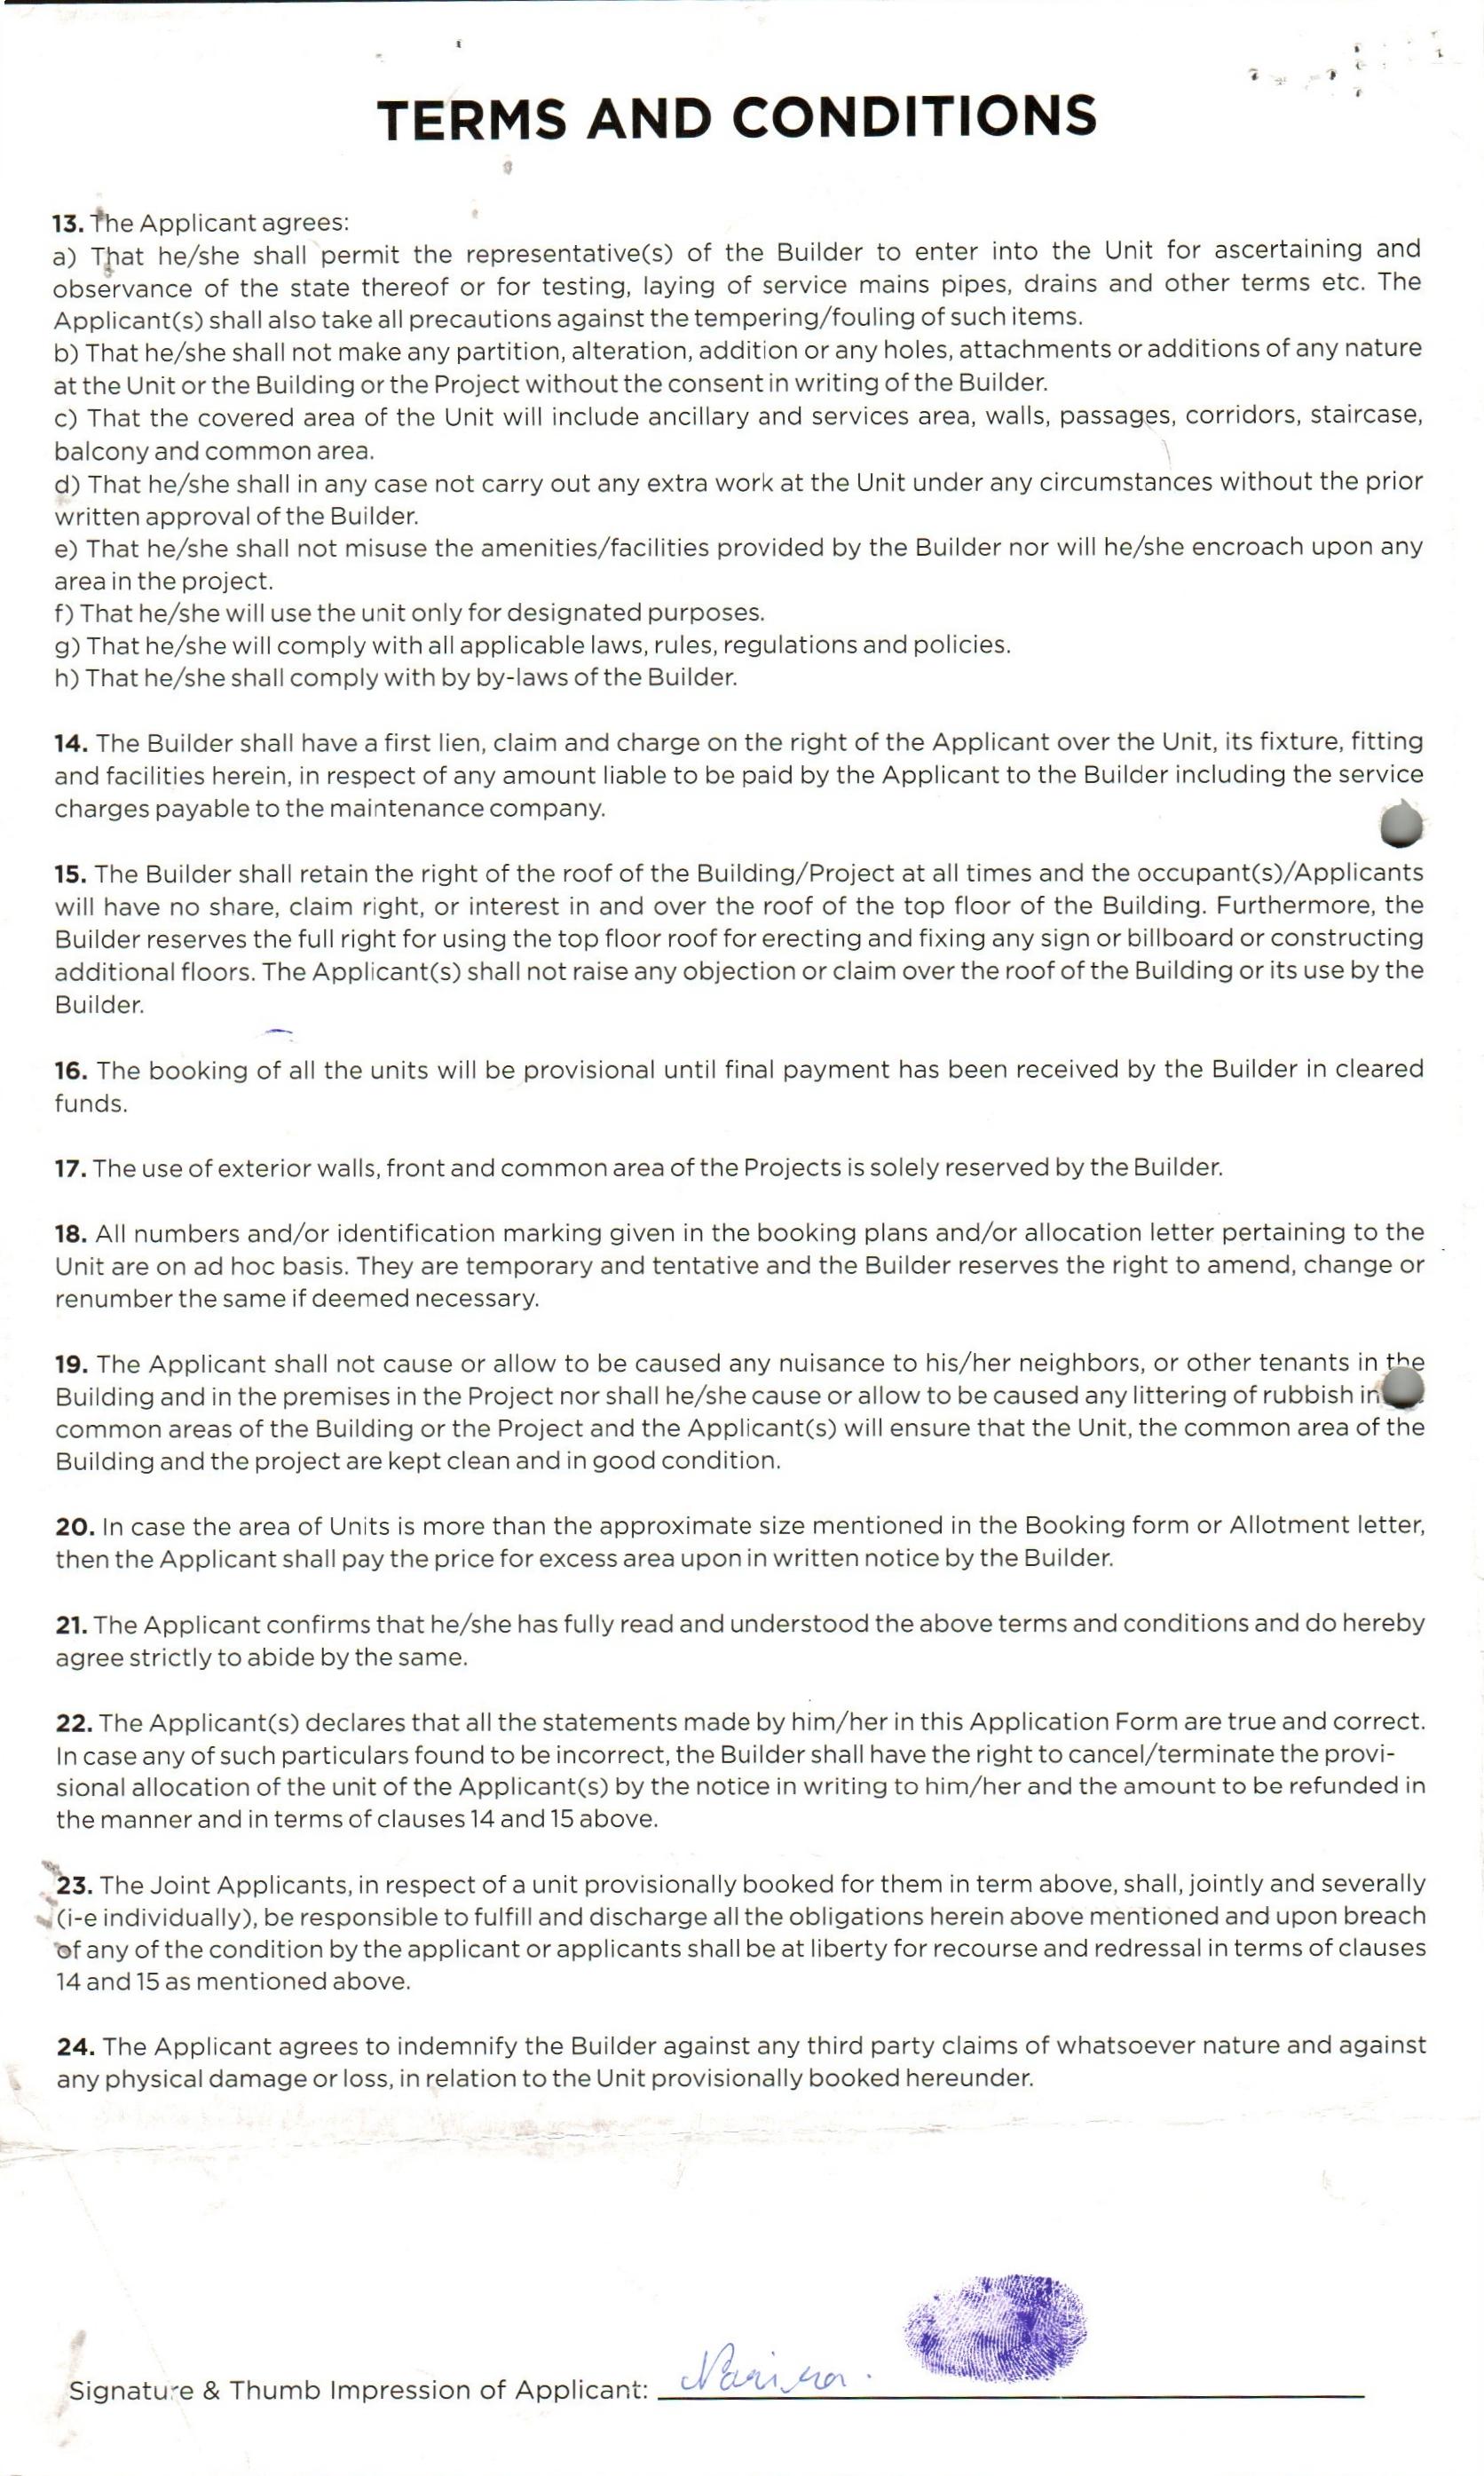 TERMS AND CONDITIONS
13. The Applicant agrees:
a) That he/she shall permit the representative(s) of the Builder to enter into the Unit for ascertaining and
observance of the state thereof or for testing, laying of service mains pipes, drains and other terms etc. The
Applicant(s) shall also take all precautions against the tempering/fouling of such items.
b) That he/she shall not make any partition, alteration, addition or any holes, attachments or additions of any nature
at the Unit or the Building or the Project without the consent in writing of the Builder.
c) That the covered area of the Unit will include ancillary and services area, walls, passages, corridors, staircase,
balcony and common area.
d) That he/she shall in any case not carry out any extra work at the Unit under any circumstances without the prior
written approval of the Builder.
e) That he/she shall not misuse the amenities/facilities provided by the Builder nor will he/she encroach upon any
area in the project.
f) That he/she will use the unit only for designated purposes.
g) That he/she will comply with all applicable laws, rules, regulations and policies.
h) That he/she shall comply with by by-laws of the Builder.
14. The Builder shall have a first lien, claim and charge on the right of the Applicant over the Unit, its fixture, fitting
and facilities herein, in respect of any amount liable to be paid by the Applicant to the Builder including the service
charges payable to the maintenance company.
15. The Builder shall retain the right of the roof of the Building/Project at all times and the occupant(s)/Applicants
will have no share, claim right, or interest in and over the roof of the top floor of the Building. Furthermore, the
Builder reserves the full right for using the top floor roof for erecting and fixing any sign or billboard or constructing
additional floors. The Applicant(s) shall not raise any objection or claim over the roof of the Building or its use by the
Builder.
16. The booking of all the units will be provisional until final payment has been received by the Builder in cleared
funds.
17. The use of exterior walls, front and common area of the Projects is solely reserved by the Builder.
18. All numbers and/or identification marking given in the booking plans and/or allocation letter pertaining to the
Unit are on ad hoc basis. They are temporary and tentative and the Builder reserves the right to amend, change or
renumber the same if deemed necessary.
19. The Applicant shall not cause or allow to be caused any nuisance to his/her neighbors, or other tenants in the
Building and in the premises in the Project nor shall he/she cause or allow to be caused any littering of rubbish in
common areas of the Building or the Project and the Applicant(s) will ensure that the Unit, the common area of the
Building and the project are kept clean and in good condition.
20. In case the area of Units is more than the approximate size mentioned in the Booking form or Allotment letter,
then the Applicant shall pay the price for excess area upon in written notice by the Builder.
21. The Applicant confirms that he/she has fully read and understood the above terms and conditions and do hereby
agree strictly to abide by the same.
22. The Applicant(s) declares that all the statements made by him/her in this Application Form are true and correct.
In case any of such particulars found to be incorrect, the Builder shall have the right to cancel/terminate the provi-
sional allocation of the unit of the Applicant(s) by the notice in writing to him/her and the amount to be refunded in
the manner and in terms of clauses 14 and 15 above.
23. The Joint Applicants, in respect of a unit provisionally booked for them in term above, shall, jointly and severally
(i-e individually), be responsible to fulfill and discharge all the obligations herein above mentioned and upon breach
of any of the condition by the applicant or applicants shall be at liberty for recourse and redressal in terms of clauses
14 and 15 as mentioned above.
24. The Applicant agrees to indemnify the Builder against any third party claims of whatsoever nature and against
any physical damage or loss, in relation to the Unit provisionally booked hereunder.
Signature & Thumb Impression of Applicant: